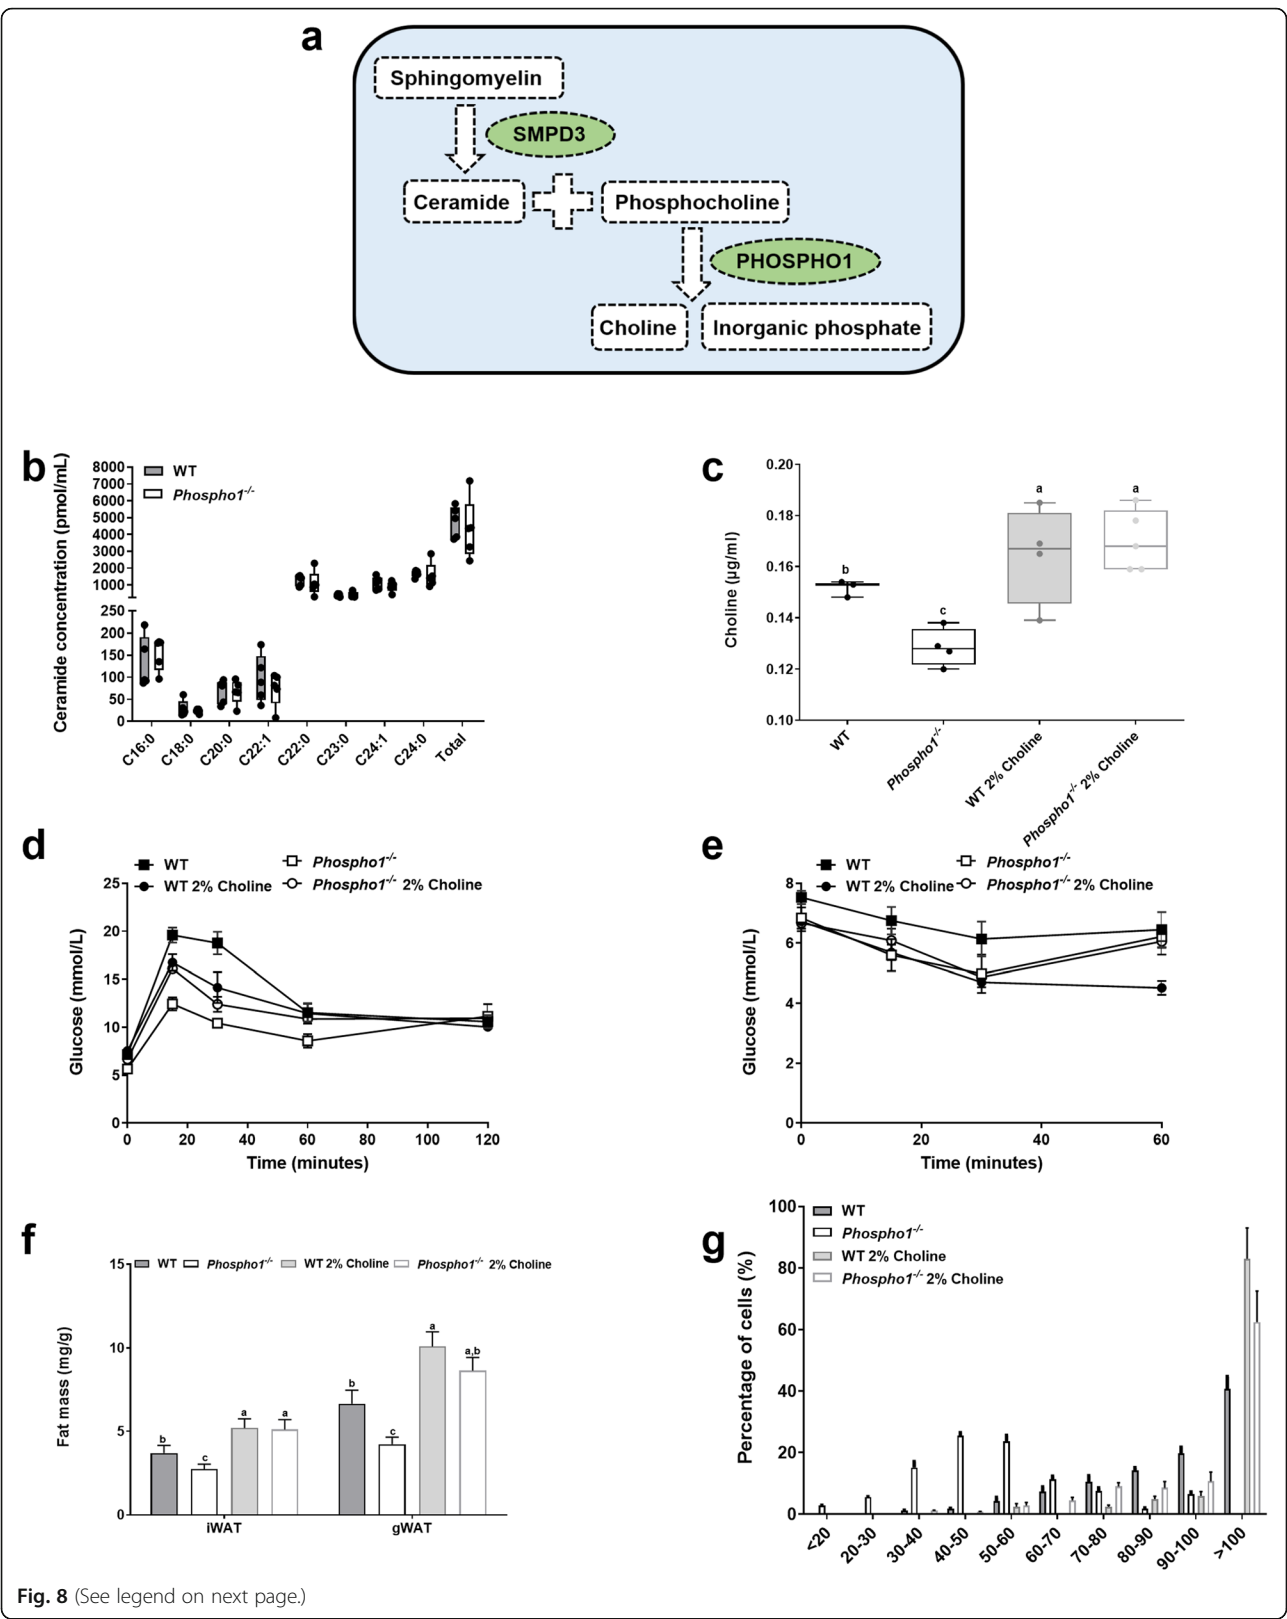 a
Sphingomyelin
SMPD3
Ceramide
Phosphocholine
PHOSPHO1
Choline
Inorganic phosphate
b
WT
Phospho1-/-
Ceramide concentration (pmol/mL)
8000
7000
6000
5000
4000
3000
2000
1000
250
200
150
100
50
0
C16:0
C18:0
C20:0
C22:1
C22:0
C23:0
C24:1
C24:0
Total
c
Choline (µg/ml)
0.20
0.18
0.16
0.14
0.12
0.10
b
c
a
a
WT
Phospho1-/-
WT 2% Choline
Phospho1-/- 2% Choline
d
WT
Phospho1-/-
WT 2% Choline
Phospho1-/- 2% Choline
Glucose (mmol/L)
25
20
15
10
5
0
0 20 40 60 80 100 120
Time (minutes)
e
WT
Phospho1-/-
WT 2% Choline
Phospho1-/- 2% Choline
Glucose (mmol/L)
8
6
4
2
0
0 20 40 60
Time (minutes)
f
WT Phospho1-/- WT 2% Choline Phospho1-/- 2% Choline
Fat mass (mg/g)
15
10
5
0
b
c
a
a
b
c
a
a,b
iWAT
gWAT
g
WT
Phospho1-/-
WT 2% Choline
Phospho1-/- 2% Choline
Percentage of cells (%)
100
80
60
40
20
0
<20
20-30
30-40
40-50
50-60
60-70
70-80
80-90
90-100
>100
Fig. 8 (See legend on next page.)